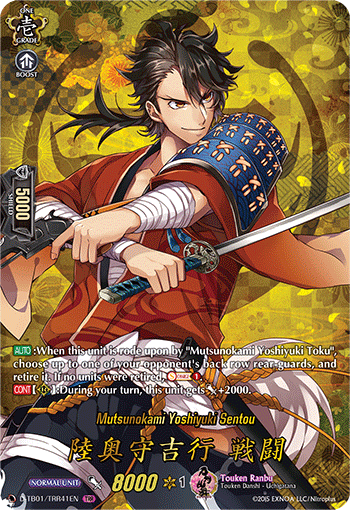 ONE
壱
GRADE
BOOST
5000
SHIELD
AUTO:When this unit is rode upon by "Mutsunokami Yoshiyuki Toku",
choose up to one of your opponent's back row rear-guards, and
retire it. If no units were retired, 1.
CONT:During your turn, this unit gets +2000.
Mutsunokami Yoshiyuki Sentou
陸奥守吉行 戦闘
NORMAL UNIT
8000 1
Touken Ranbu
Touken Danshi - Uchigatana
D-TB01/TRR41EN TRR
©2015 EXNOA LLC/Nitroplus